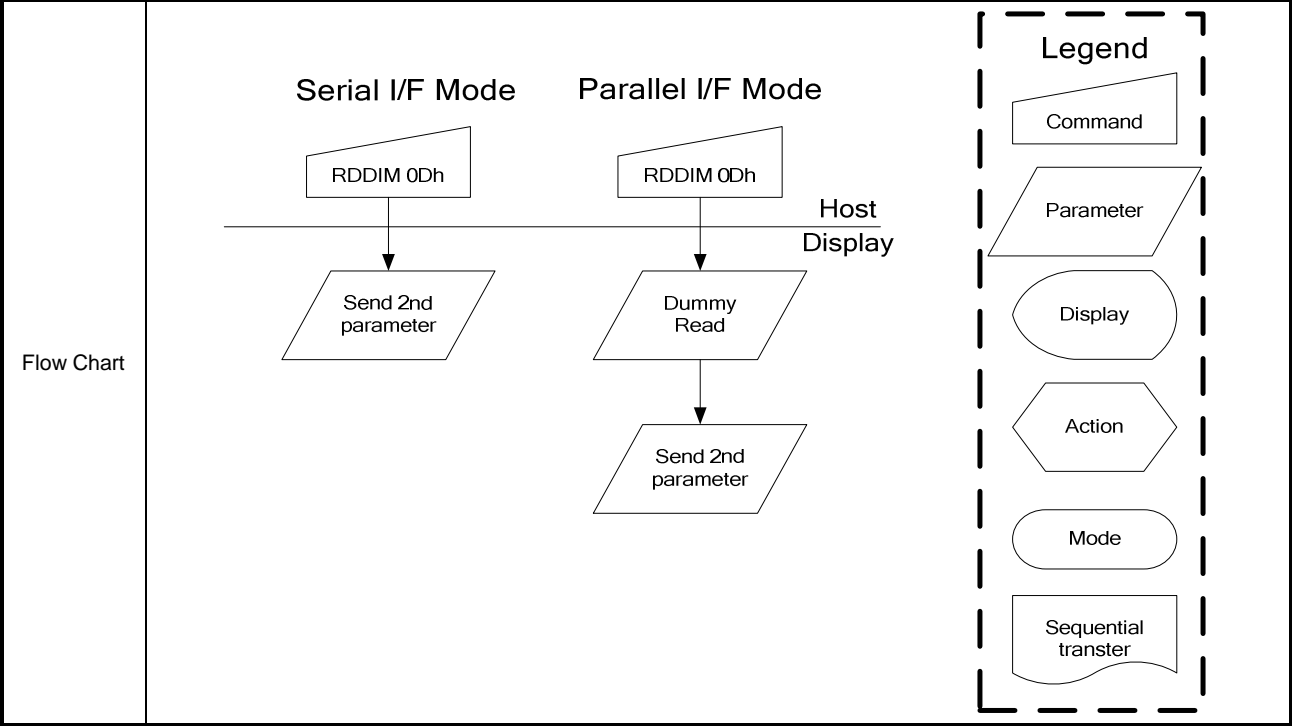 Flow Chart
Serial I/F Mode
RDDIM 0Dh
Send 2nd
parameter
Parallel I/F Mode
RDDIM 0Dh
Host
Display
Dummy
Read
Send 2nd
parameter
Legend
Command
Parameter
Display
Action
Mode
Sequential
transter